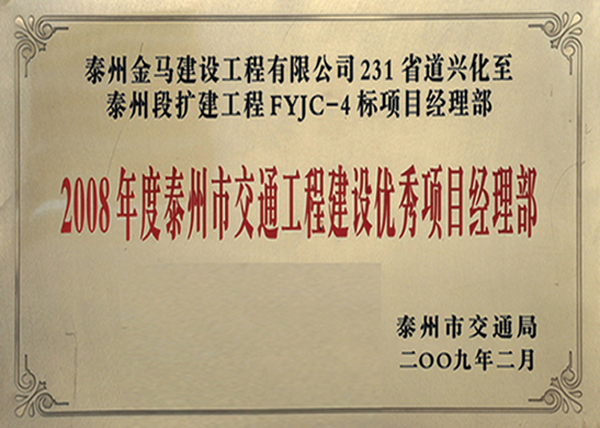 泰州金马建设工程有限公司231省道兴化至
泰州段扩建工程FYJC-4标项目经理部
2008年度泰州市交通工程建设优秀项目经理部
泰州市交通局
二〇〇九年二月